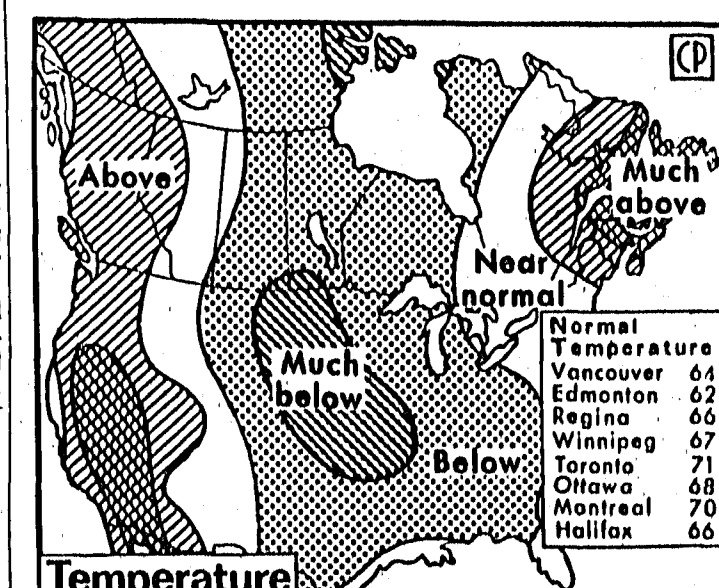 CP
Above
Much
above
Near
normal
Much
below
Below
Normal
Temperature
Vancouver 64
Edmonton 62
Regina 66
Winnipeg 67
Toronto 71
Ottawa 68
Montreal 70
Halifax 66
Temperature